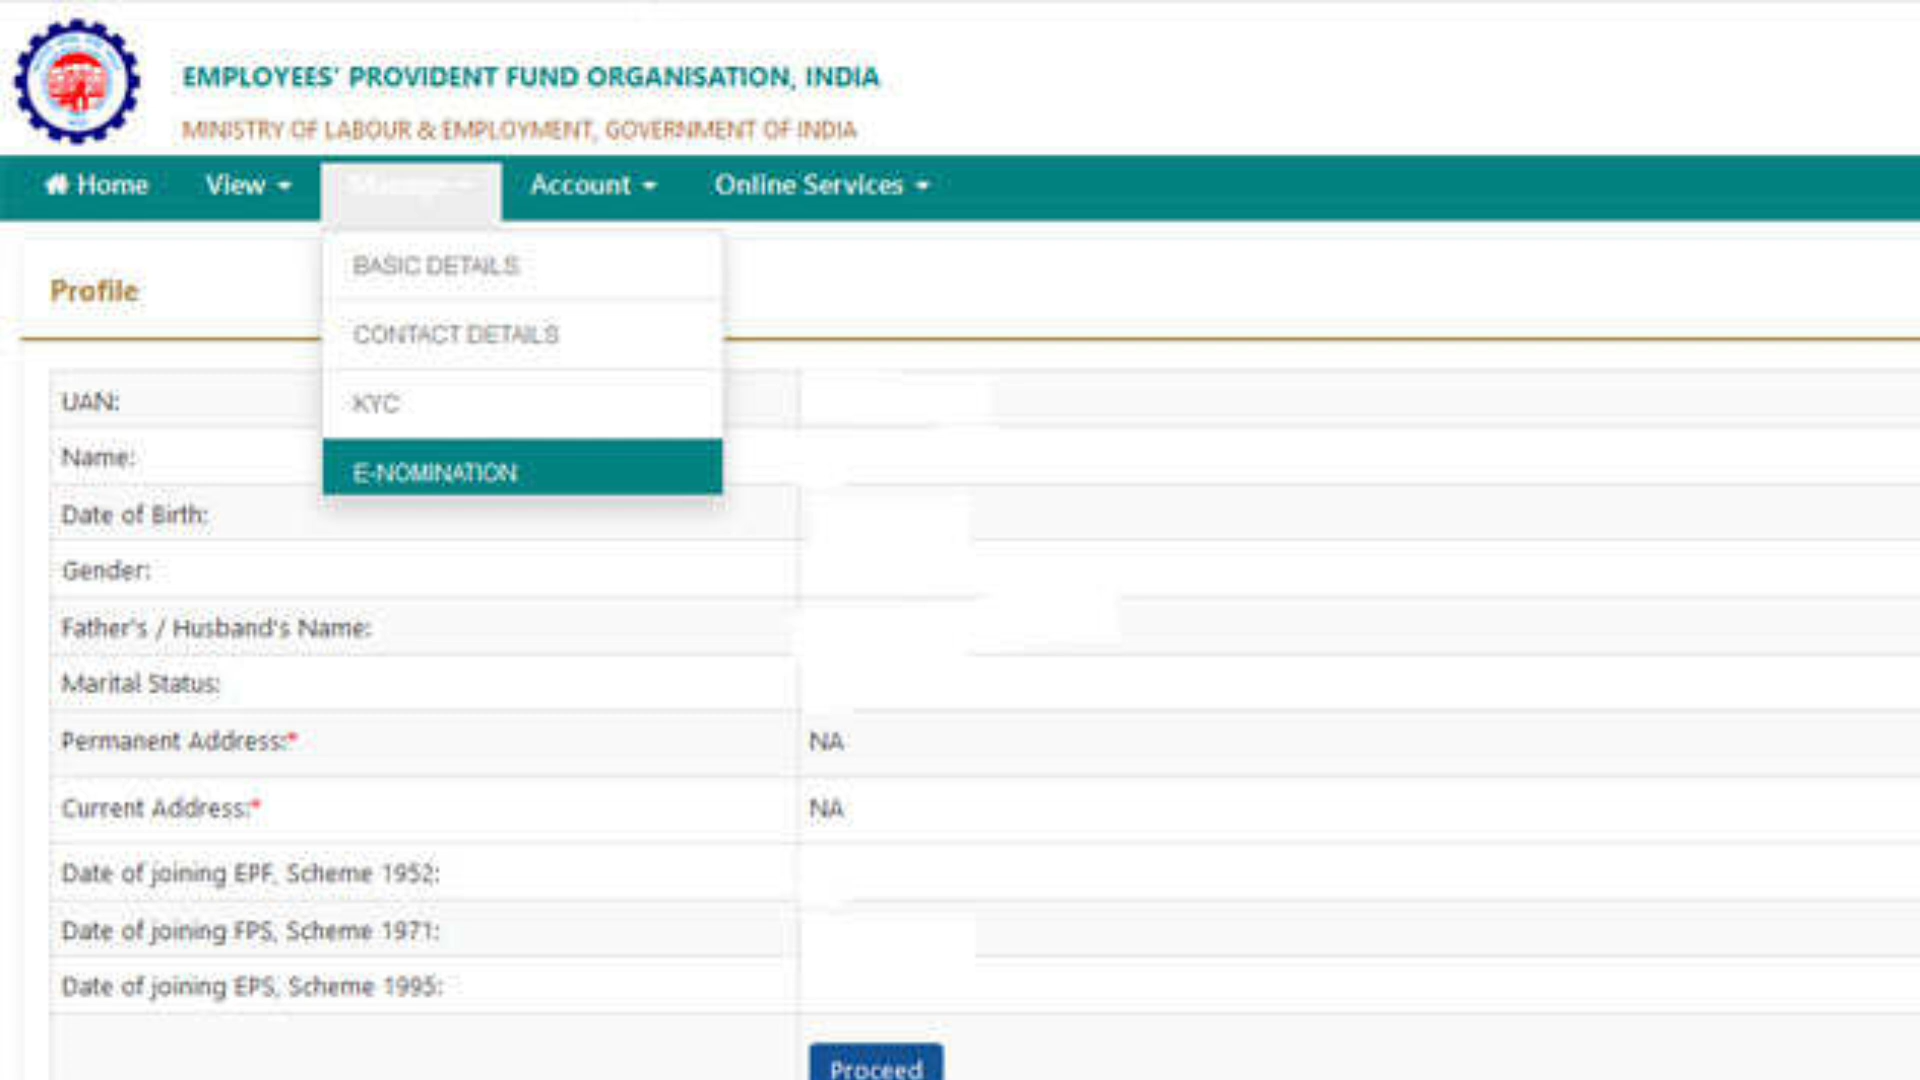 EMPLOYEES' PROVIDENT FUND ORGANISATION, INDIA
MINISTRY OF LABOUR & EMPLOYMENT, GOVERNMENT OF INDIA
Home View Manage Account Online Services
BASIC DETAILS
CONTACT DETAILS
KYC
E-NOMINATION
Profile
UAN:
Name:
Date of Birth:
Gender:
Father's / Husband's Name:
Marital Status:
Permanent Address:* NA
Current Address:* NA
Date of joining EPF, Scheme 1952:
Date of joining FPS, Scheme 1971:
Date of joining EPS, Scheme 1995:
Proceed